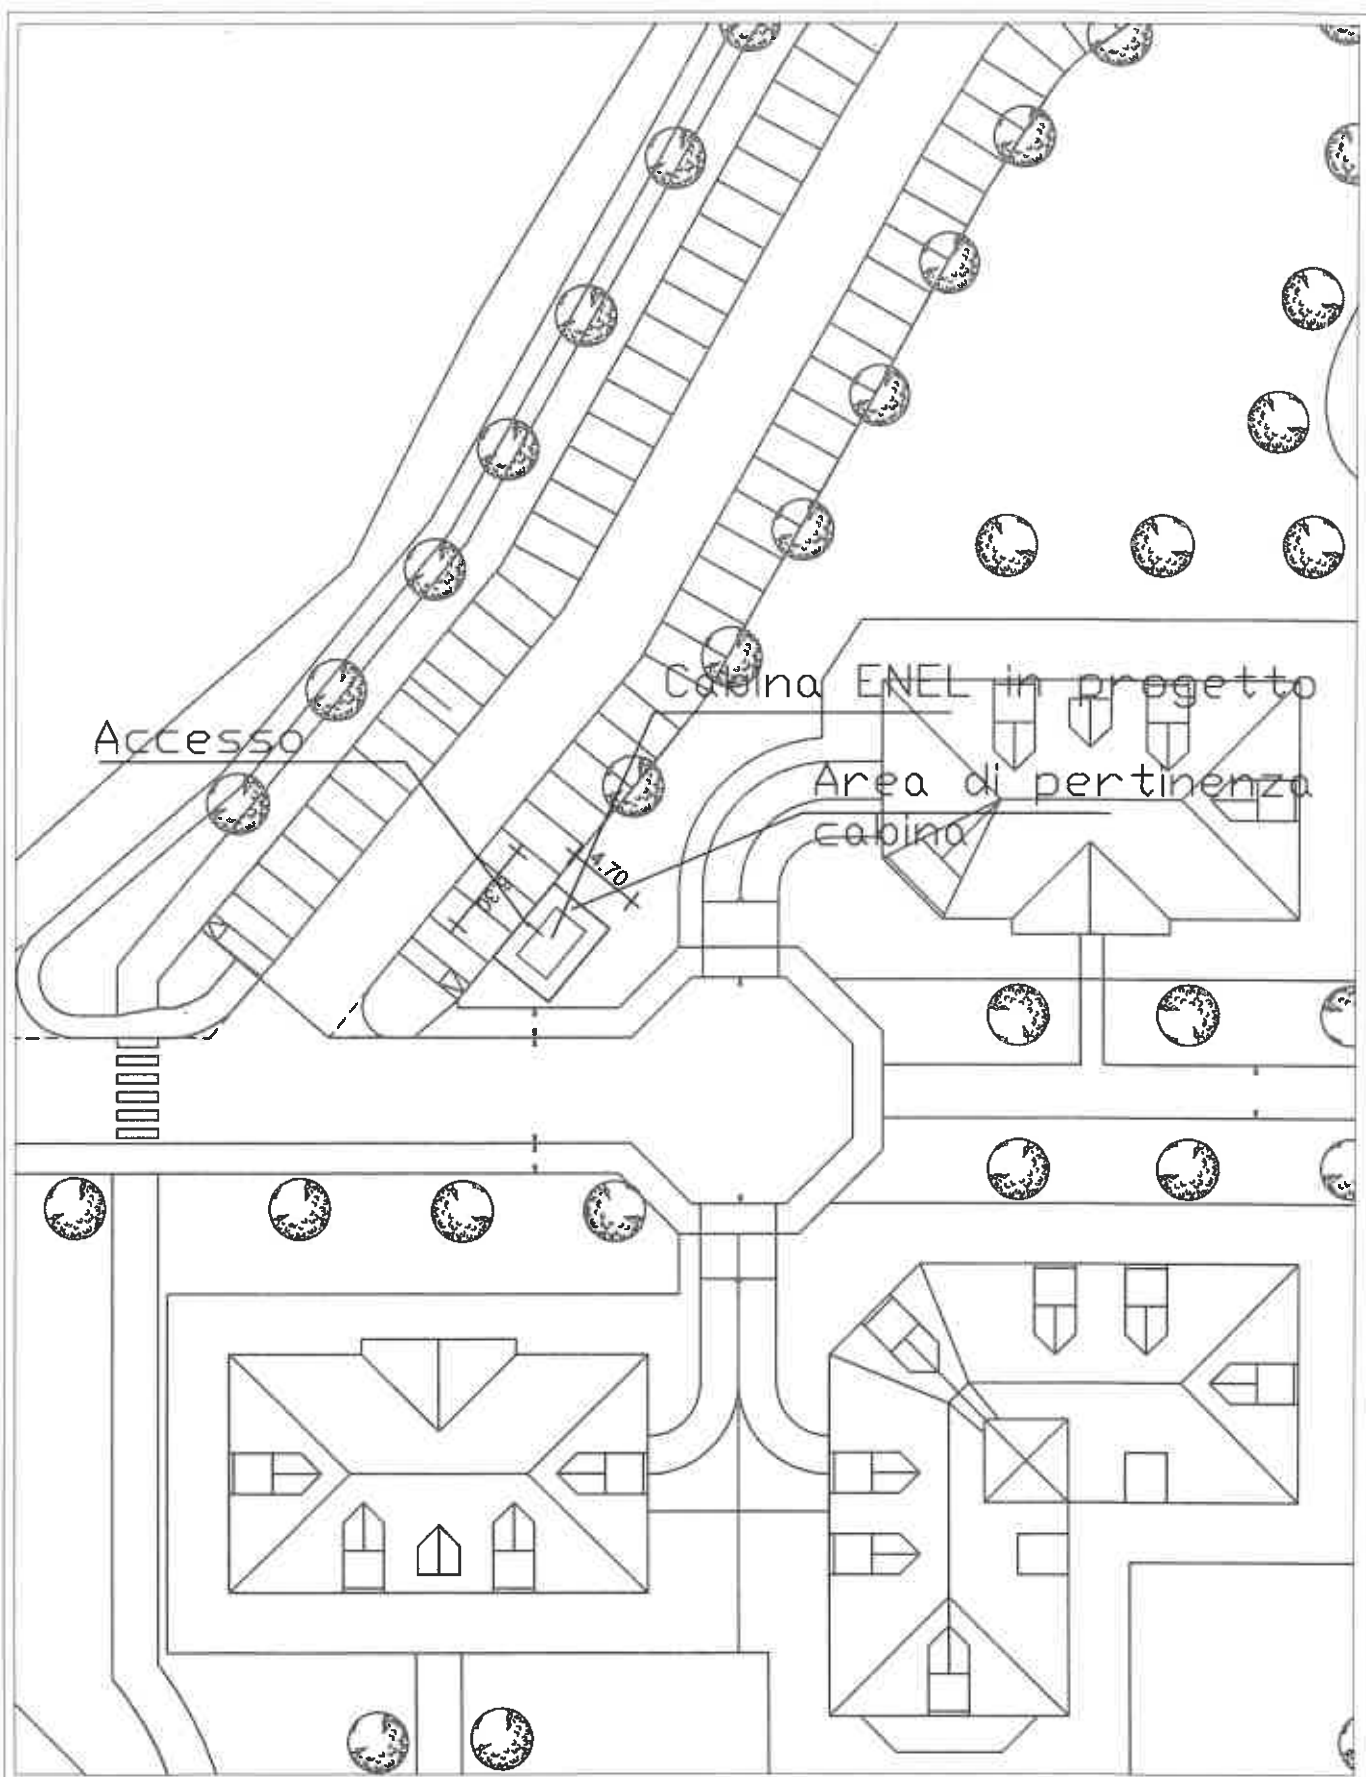 Cabina ENEL in progetto
Accesso
Area di pertinenza
cabina
4.70